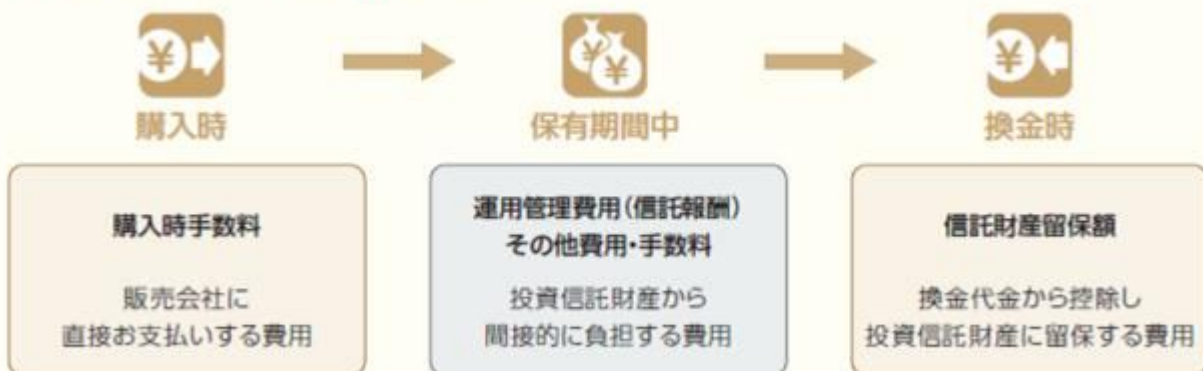 購入時
保有期間中
換金時
購入時手数料
販売会社に
直接お支払いする費用
運用管理費用(信託報酬)
その他費用・手数料
投資信託財産から
間接的に負担する費用
信託財産留保額
換金代金から控除し
投資信託財産に留保する費用